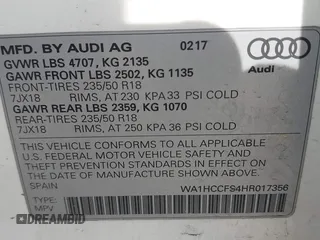 MFD. BY AUDI AG 0217
GVWR LBS 4707, KG 2135
GAWR FRONT LBS 2502, KG 1135
FRONT-TIRES 235/50 R18
7JX18 RIMS, AT 230 KPA 33 PSI COLD
GAWR REAR LBS 2359, KG 1070
REAR-TIRES 235/50 R18
7JX18 RIMS, AT 250 KPA 36 PSI COLD
Audi
THIS VEHICLE CONFORMS TO ALL APPLICABLE
U.S. FEDERAL MOTOR VEHICLE SAFETY, BUMPER AND
THEFT PREVENTION STANDARDS IN EFFECT ON THE
DATE OF MANUFACTURE SHOWN ABOVE.
SPAIN WA1HCCFS4HR017356
TYPE:
MPV
DIAMOND BID